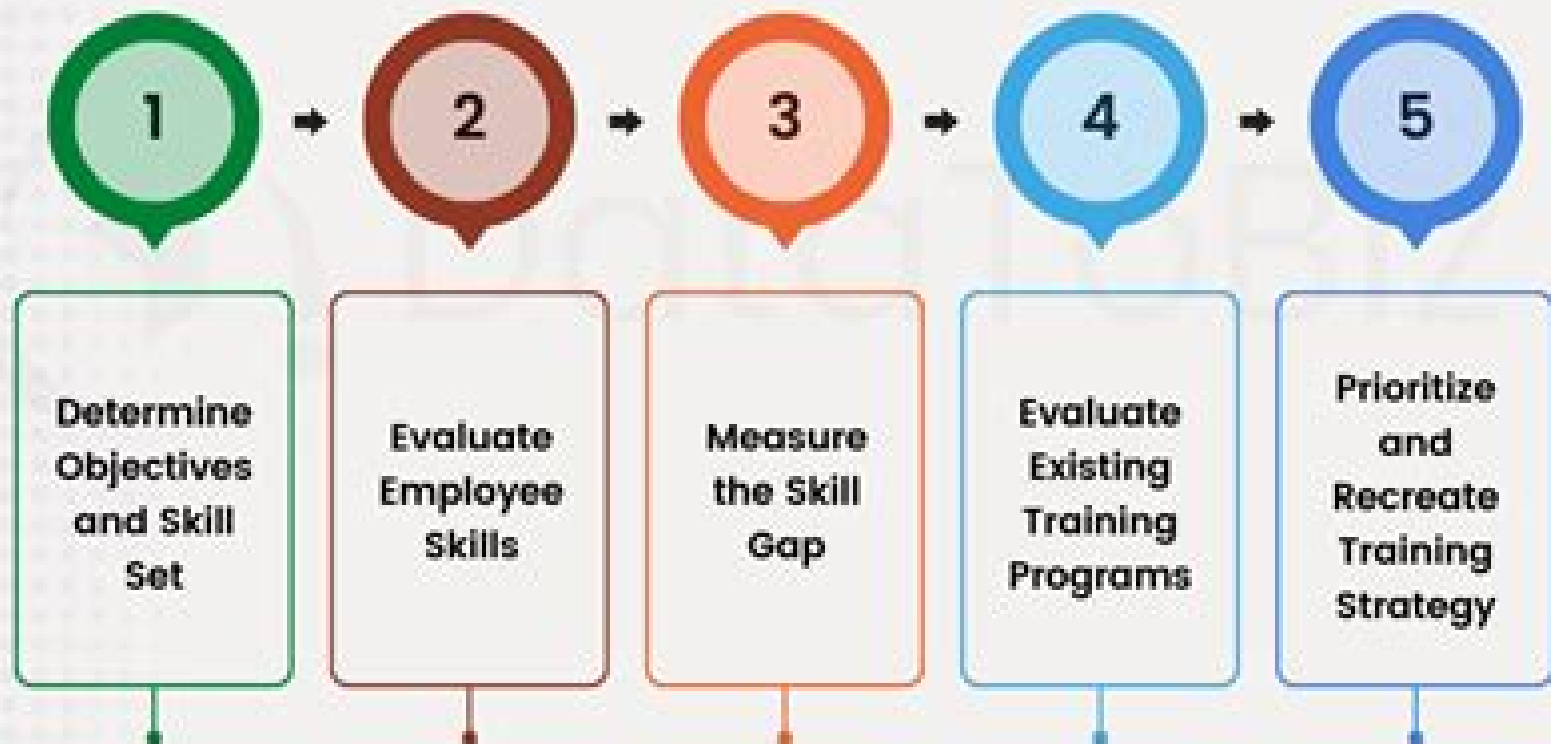 1
2
3
4
5
Determine
Objectives
and Skill
Set
Evaluate
Employee
Skills
Measure
the Skill
Gap
Evaluate
Existing
Training
Programs
Prioritize
and
Recreate
Training
Strategy
DataToBiz